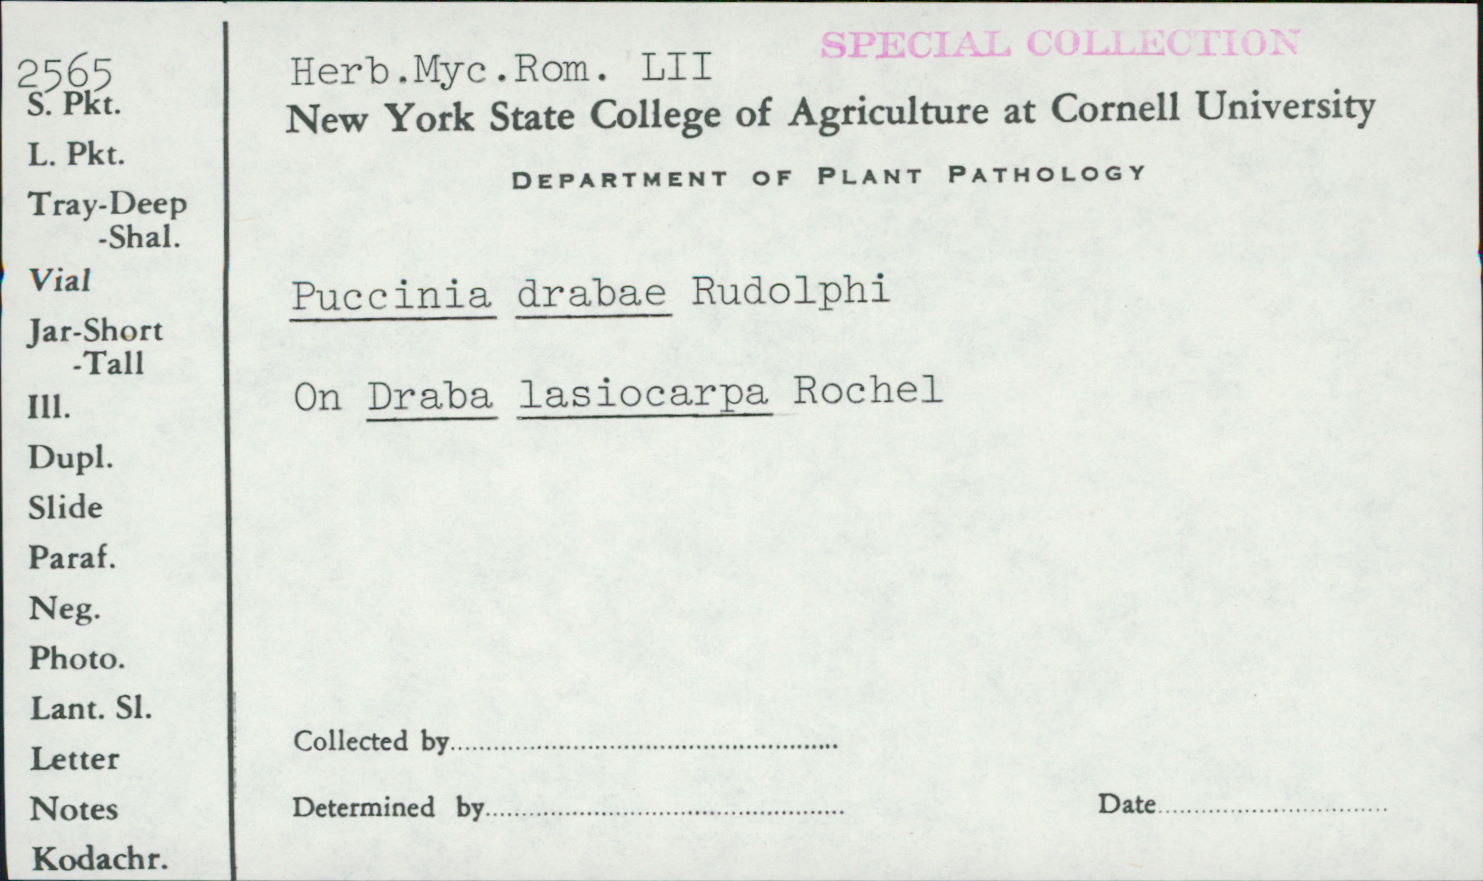 2565
S. Pkt.
L. Pkt.
Tray-Deep
-Shal.
Vial
Jar-Short
-Tall
Ill.
Dupl.
Slide
Paraf.
Neg.
Photo.
Lant. Sl.
Letter
Notes
Kodachr.
SPECIAL COLLECTION
Herb.Myc.Rom. LII
New York State College of Agriculture at Cornell University
DEPARTMENT OF PLANT PATHOLOGY
Puccinia drabae Rudolphi
On Draba lasiocarpa Rochel
Collected by
Determined by
Date